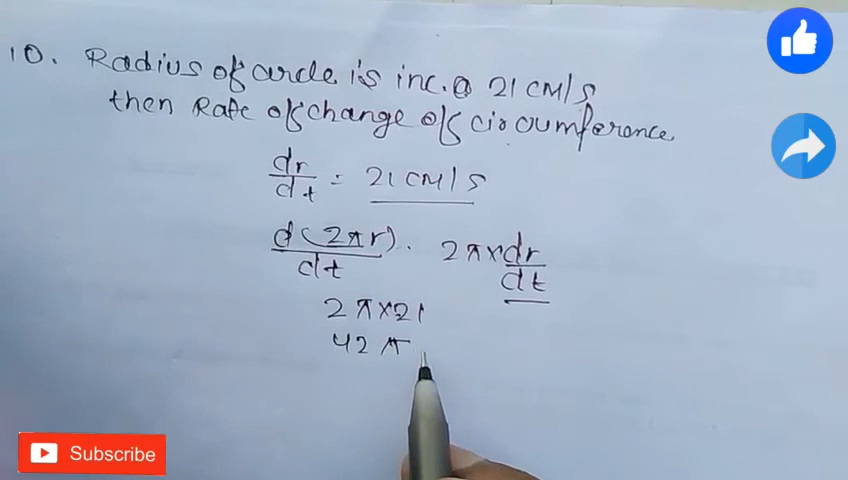 10. Radius of circle is inc. @ 21 cm/s
then Rate of change of circumference
dr/dt = 21 cm/s
d(2πr)/dt . 2π×dr/dt
2π×21
42π
Subscribe